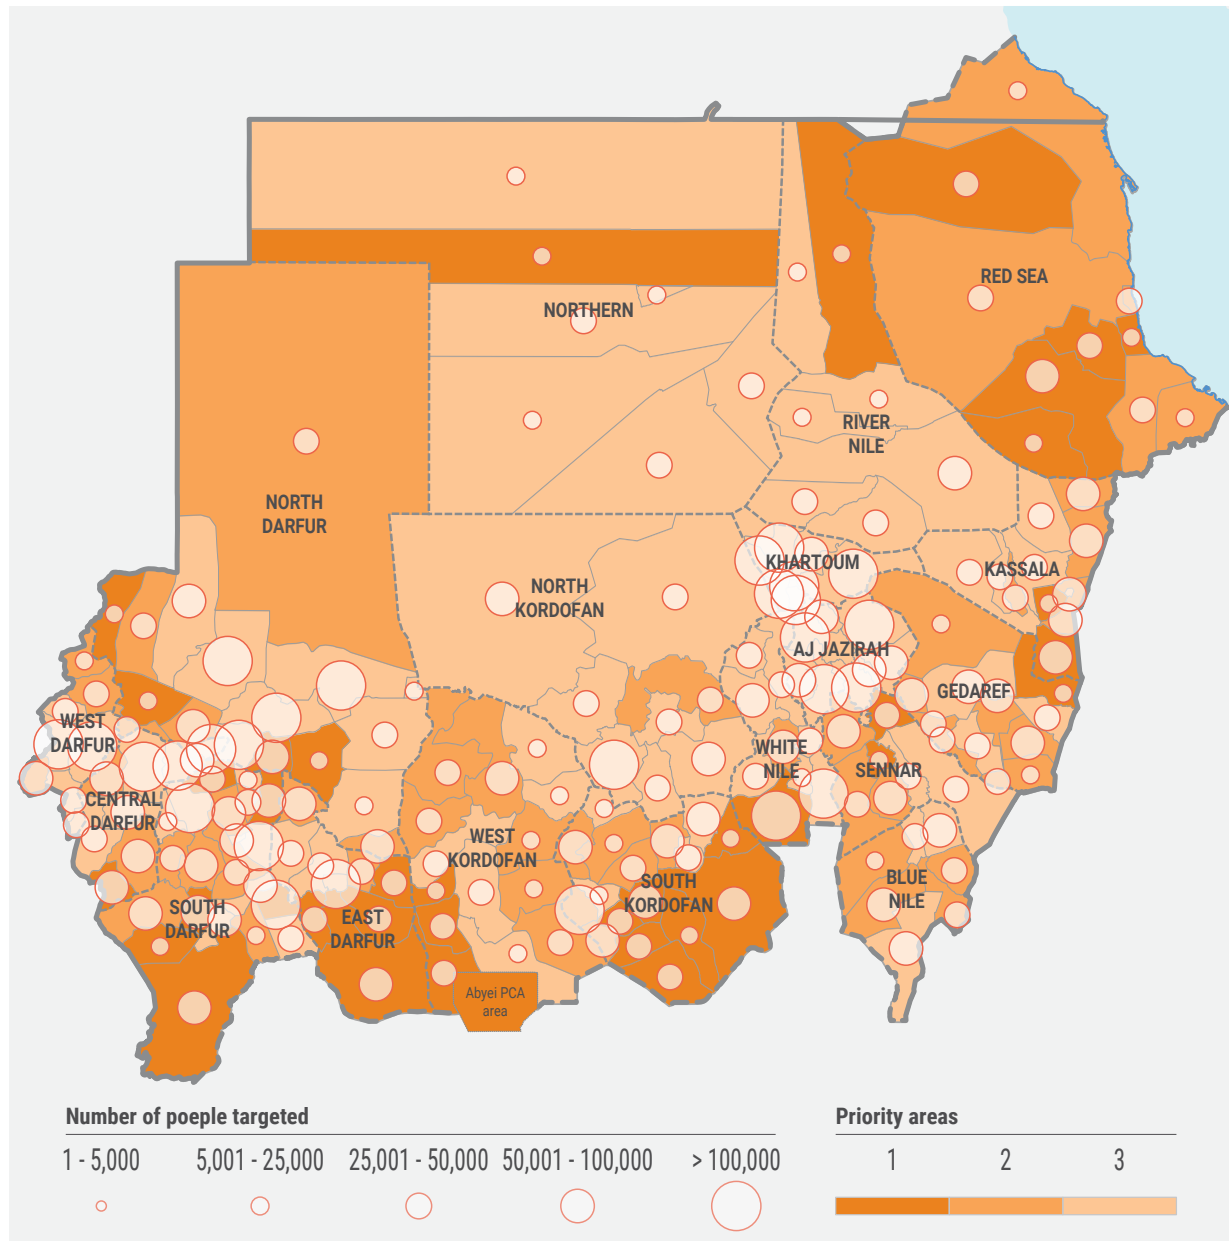 RED SEA
NORTHERN
RIVER
NILE
NORTH
DARFUR
KHARTOUM
KASSALA
NORTH
KORDOFAN
AJ JAZIRAH
GEDAREF
WEST
DARFUR
WHITE
NILE
SENNAR
CENTRAL
DARFUR
WEST
KORDOFAN
BLUE
NILE
SOUTH
KORDOFAN
SOUTH
DARFUR
EAST
DARFUR
Abyei PCA
area
Number of poeple targeted
1 - 5,000 5,001 - 25,000 25,001 - 50,000 50,001 - 100,000 > 100,000
Priority areas
1 2 3